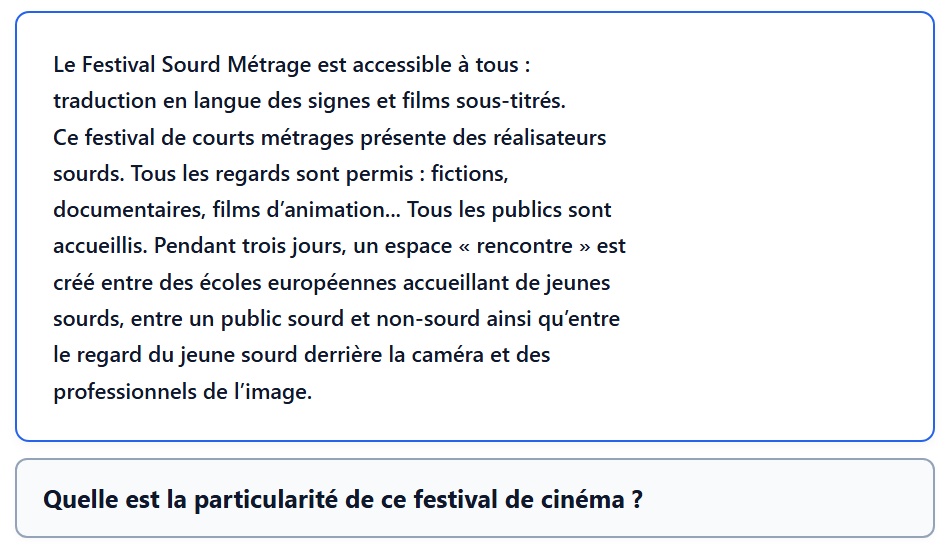 Le Festival Sourd Métrage est accessible à tous :
traduction en langue des signes et films sous-titrés.
Ce festival de courts métrages présente des réalisateurs
sourds. Tous les regards sont permis : fictions,
documentaires, films d’animation... Tous les publics sont
accueillis. Pendant trois jours, un espace « rencontre » est
créé entre des écoles européennes accueillant de jeunes
sourds, entre un public sourd et non-sourd ainsi qu’entre
le regard du jeune sourd derrière la caméra et des
professionnels de l’image.
Quelle est la particularité de ce festival de cinéma ?